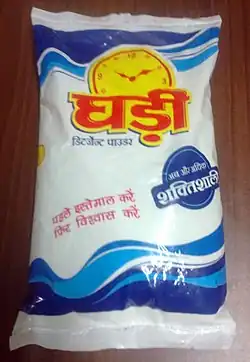 घड़ी
डिटर्जेन्ट पाउडर
अब और अधिक
शक्तिशाली
पहले इस्तेमाल करें
फिर विश्वास करें